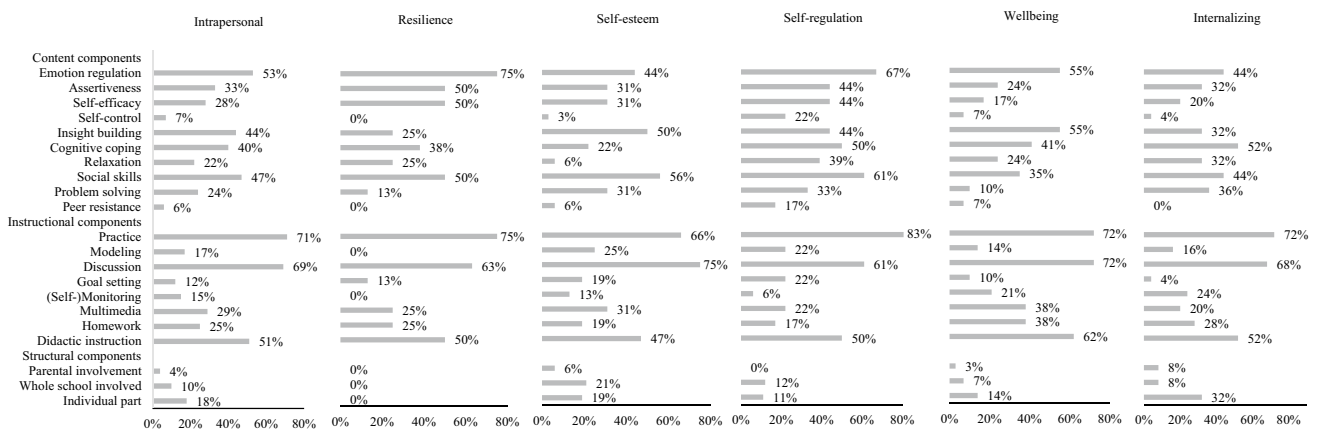 Intrapersonal Resilience Self-esteem Self-regulation Wellbeing Internalizing
Content components
Emotion regulation 53% 75% 44% 67% 55% 44%
Assertiveness 33% 50% 31% 44% 24% 32%
Self-efficacy 28% 50% 31% 44% 17% 20%
Self-control 7% 0% 3% 22% 7% 4%
Insight building 44% 25% 50% 44% 55% 32%
Cognitive coping 40% 38% 22% 50% 41% 52%
Relaxation 22% 25% 6% 39% 24% 32%
Social skills 47% 50% 56% 61% 35% 44%
Problem solving 24% 13% 31% 33% 10% 36%
Peer resistance 6% 0% 6% 17% 7% 0%
Instructional components
Practice 71% 75% 66% 83% 72% 72%
Modeling 17% 0% 25% 22% 14% 16%
Discussion 69% 63% 75% 61% 72% 68%
Goal setting 12% 13% 19% 22% 10% 4%
(Self-)Monitoring 15% 0% 13% 6% 21% 24%
Multimedia 29% 25% 31% 22% 38% 20%
Homework 25% 25% 19% 17% 38% 28%
Didactic instruction 51% 50% 47% 50% 62% 52%
Structural components
Parental involvement 4% 0% 6% 0% 3% 8%
Whole school involved 10% 0% 21% 12% 7% 8%
Individual part 18% 0% 19% 11% 14% 32%
0% 20% 40% 60% 80% 0% 20% 40% 60% 80% 0% 20% 40% 60% 80% 0% 20% 40% 60% 80% 0% 20% 40% 60% 80% 0% 20% 40% 60% 80%